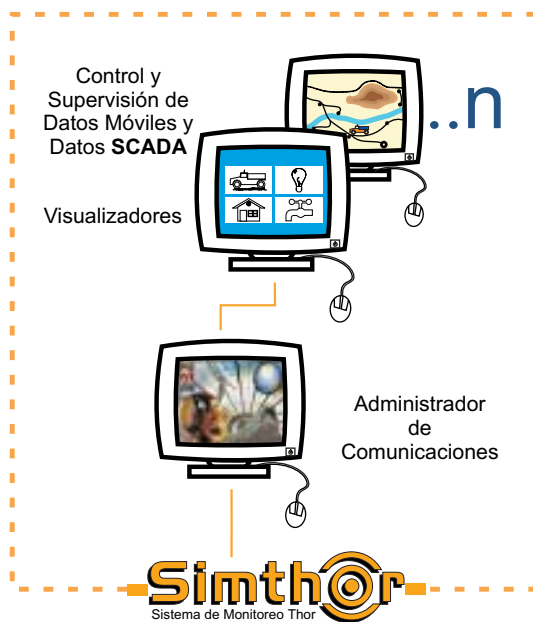 Control y
Supervisión de
Datos Móviles y
Datos SCADA
..n
Visualizadores
Administrador
de
Comunicaciones
Simthor
Sistema de Monitoreo Thor